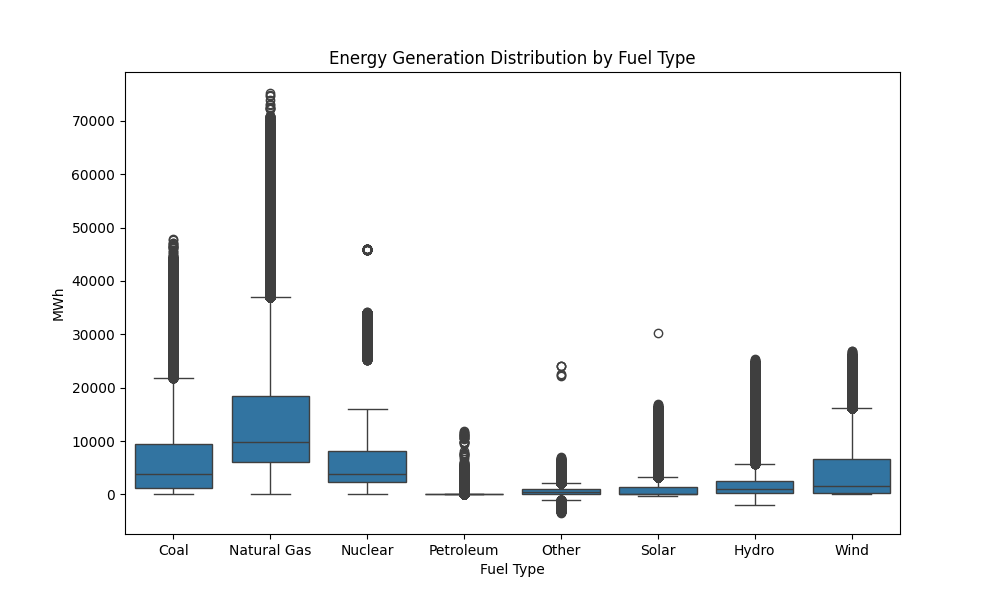 Energy Generation Distribution by Fuel Type
70000
60000
50000
40000
30000
20000
10000
0
MWh
Coal Natural Gas Nuclear Petroleum Other Solar Hydro Wind
Fuel Type